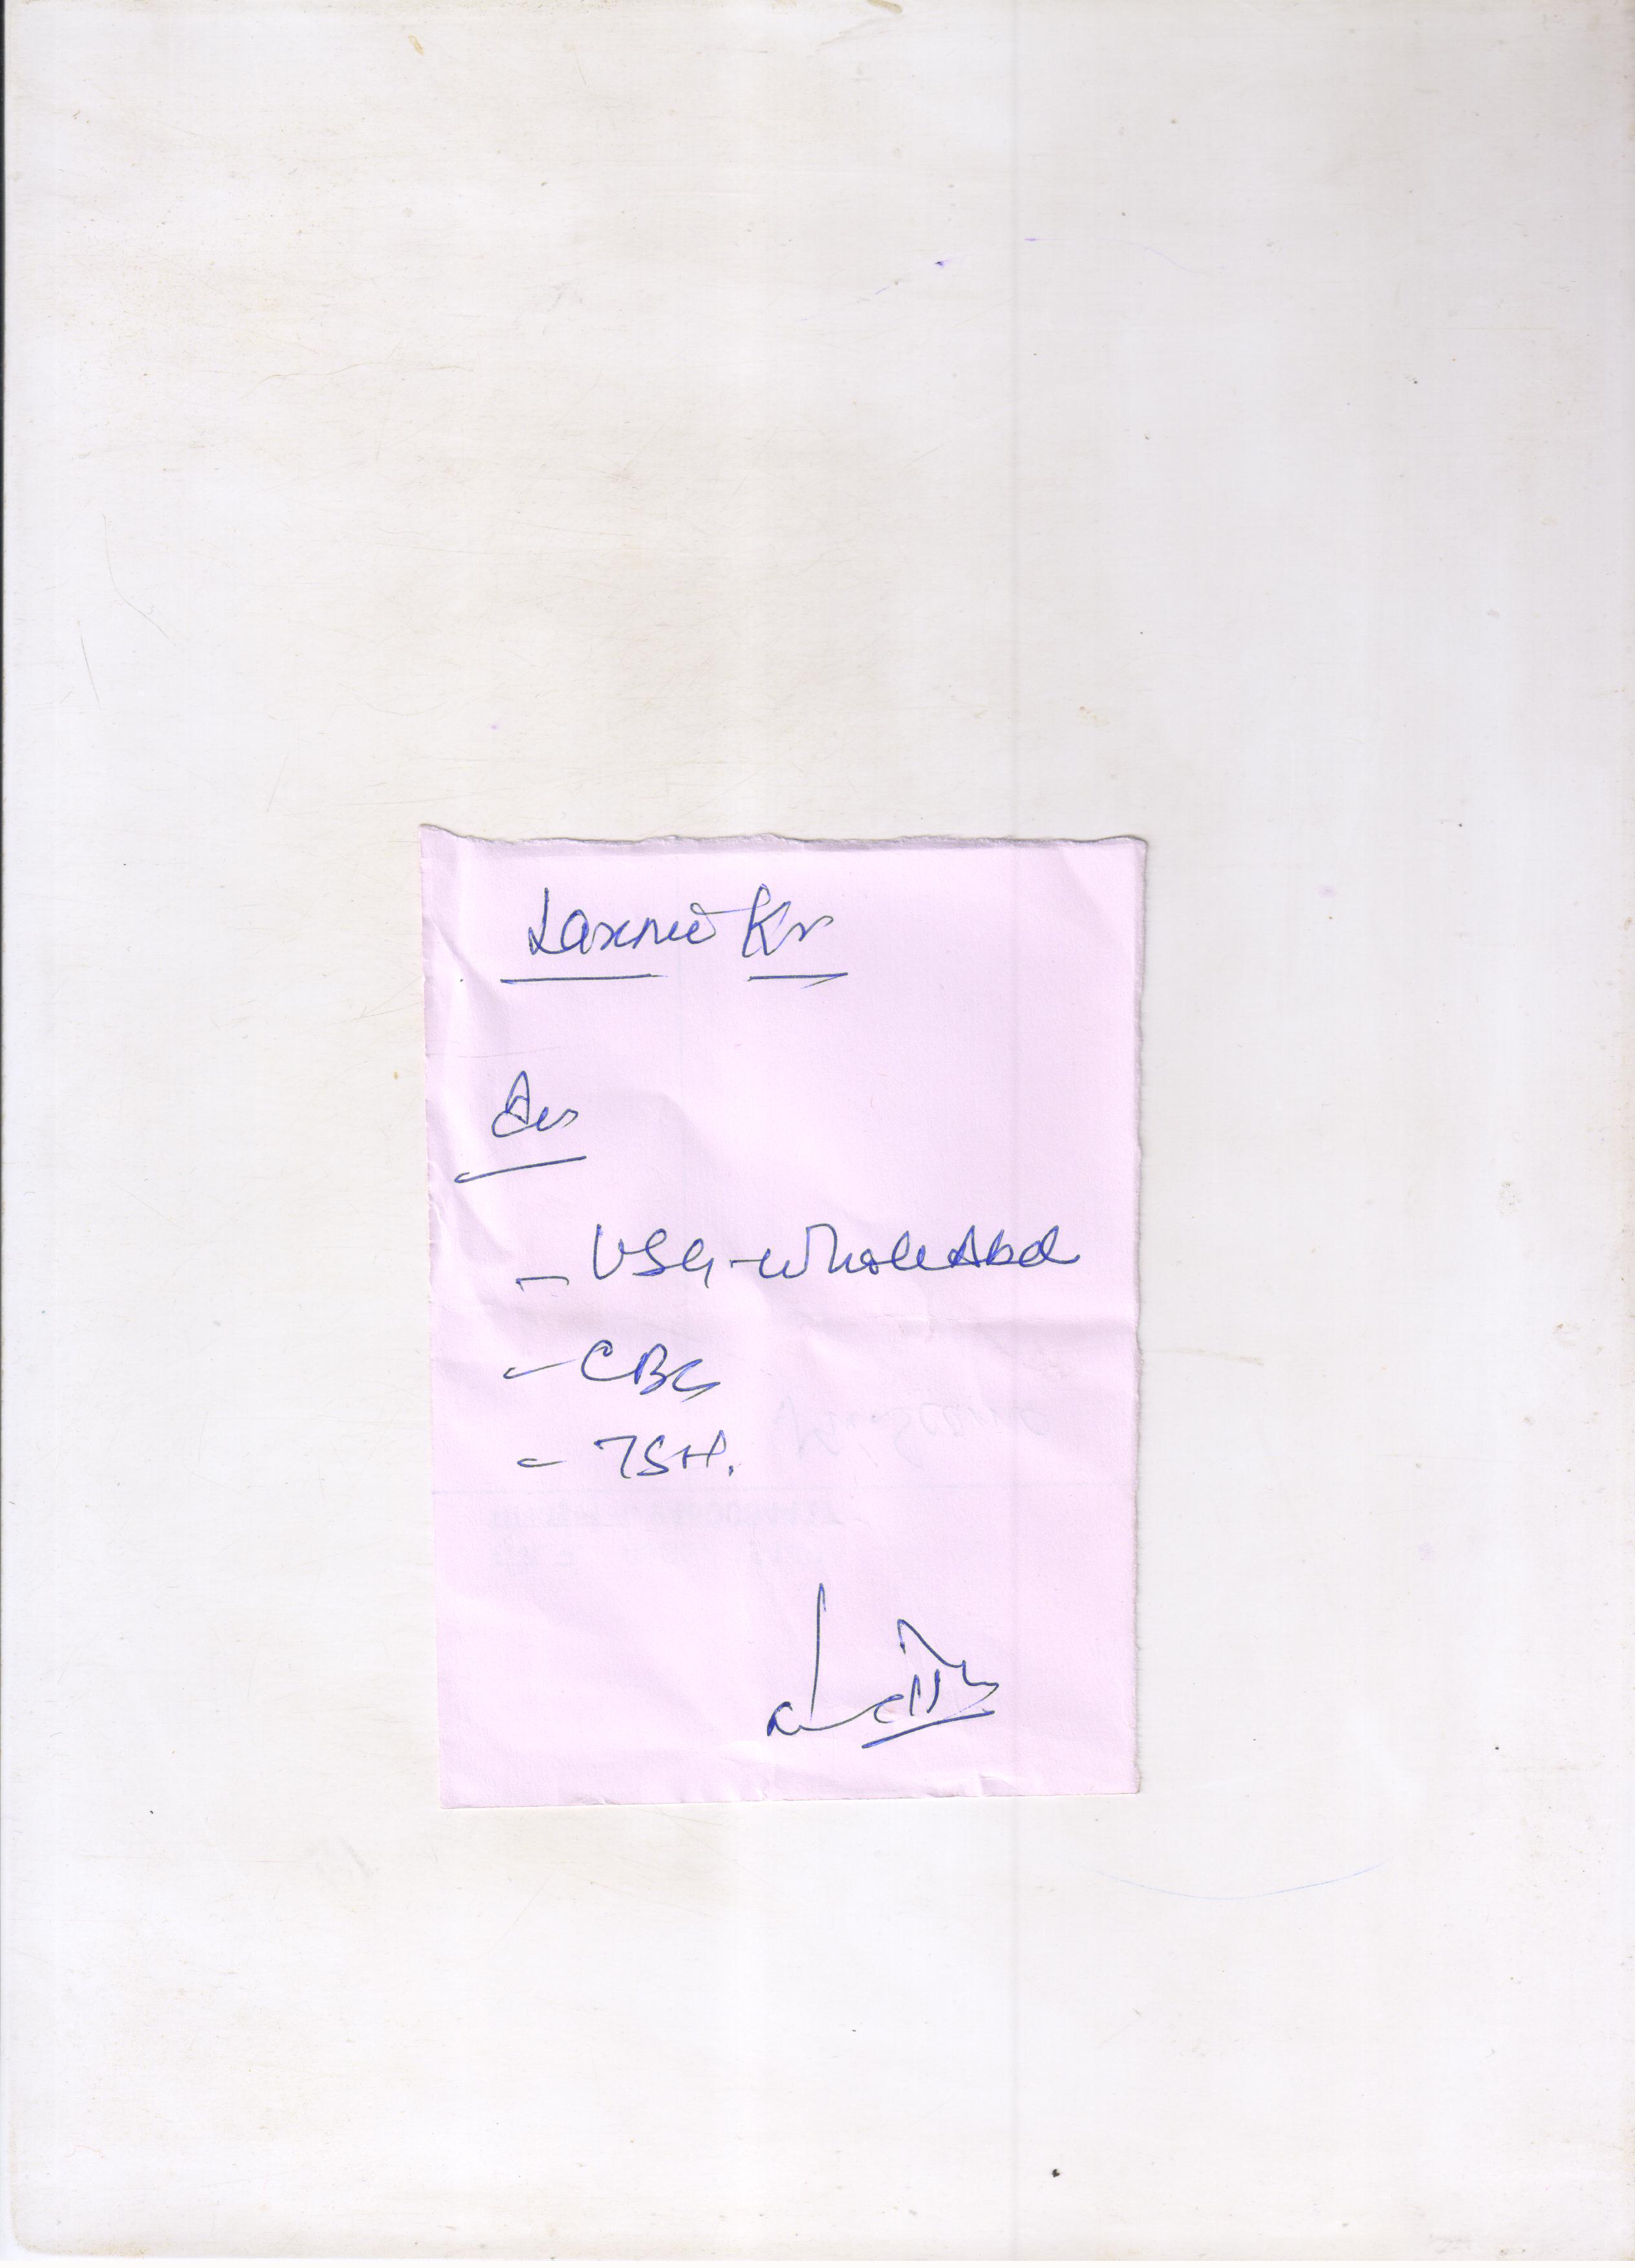 Laxmi Kr
Adv
- USG - Whole Abd
- CBC
- TSH.